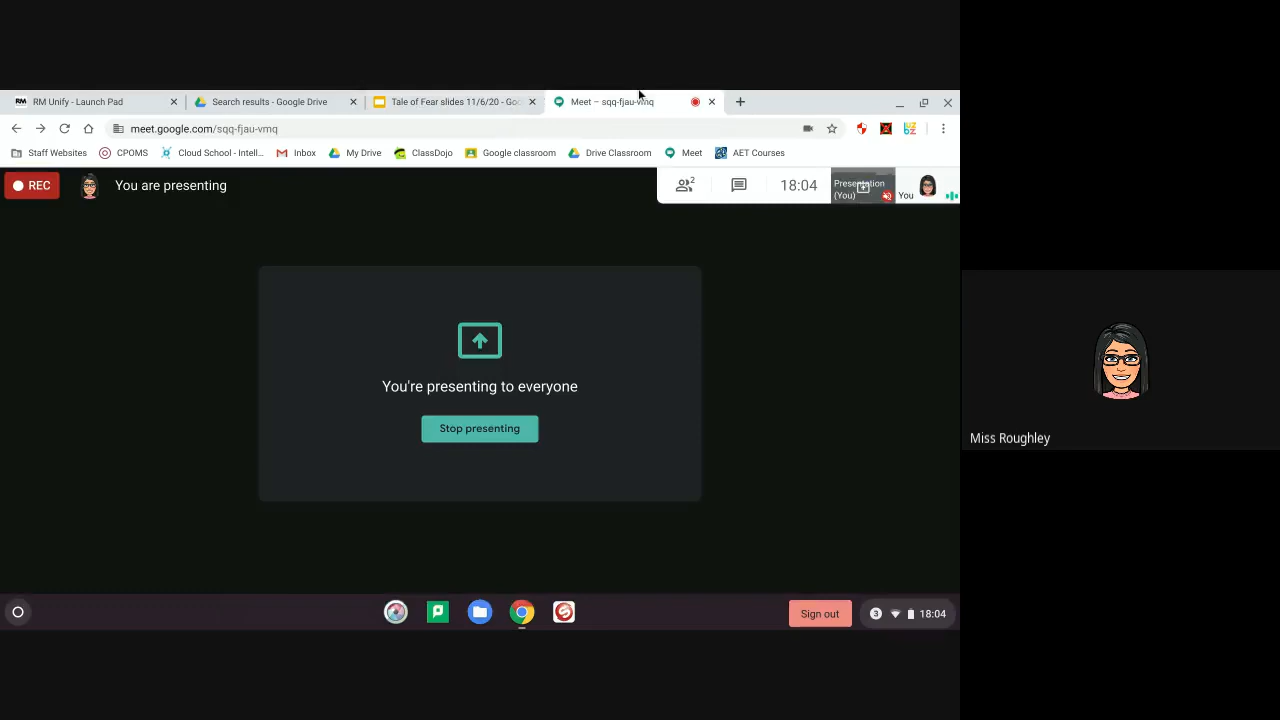 RM RM Unify - Launch Pad
Search results - Google Drive
Tale of Fear slides 11/6/20 - Goo
Meet – sqq-fjau-vmq
meet.google.com/sqq-fjau-vmq
Staff Websites
CPOMS
Cloud School - Intell...
Inbox
My Drive
ClassDojo
Google classroom
Drive Classroom
Meet
AET Courses
REC
You are presenting
2
18:04
Presentation
(You)
You
You're presenting to everyone
Stop presenting
Miss Roughley
Sign out
3
18:04